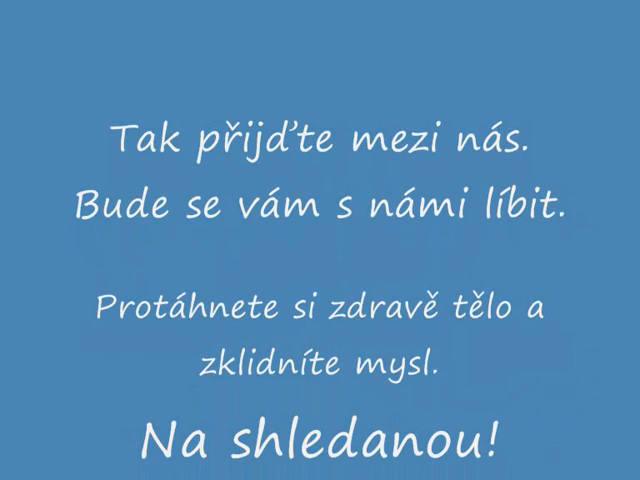 Tak přijďte mezi nás.
Bude se vám s námi líbit.
Protáhnete si zdravě tělo a
zklidníte mysl.
Na shledanou!